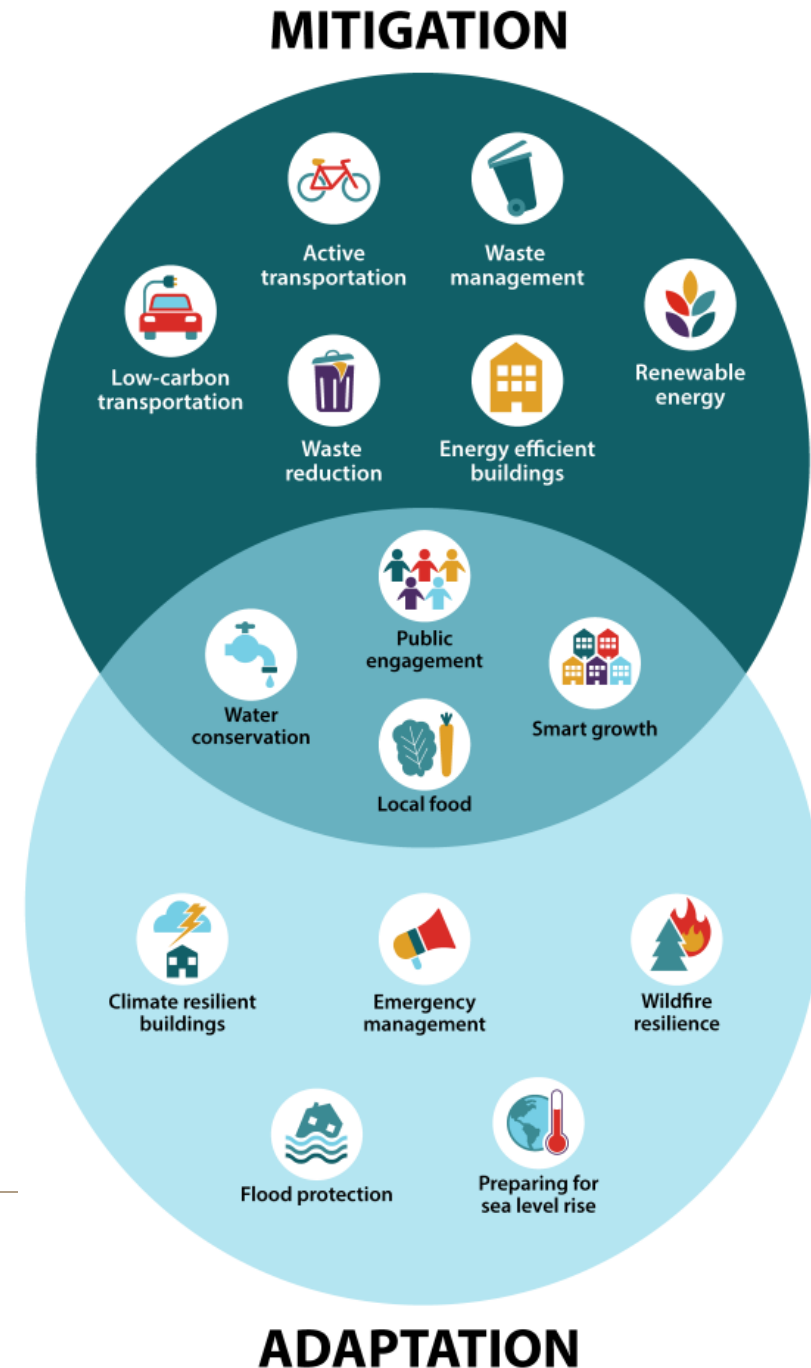 MITIGATION
Active
transportation
Waste
management
Low-carbon
transportation
Renewable
energy
Waste
reduction
Energy efficient
buildings
Public
engagement
Water
conservation
Smart growth
Local food
Climate resilient
buildings
Emergency
management
Wildfire
resilience
Flood protection
Preparing for
sea level rise
ADAPTATION